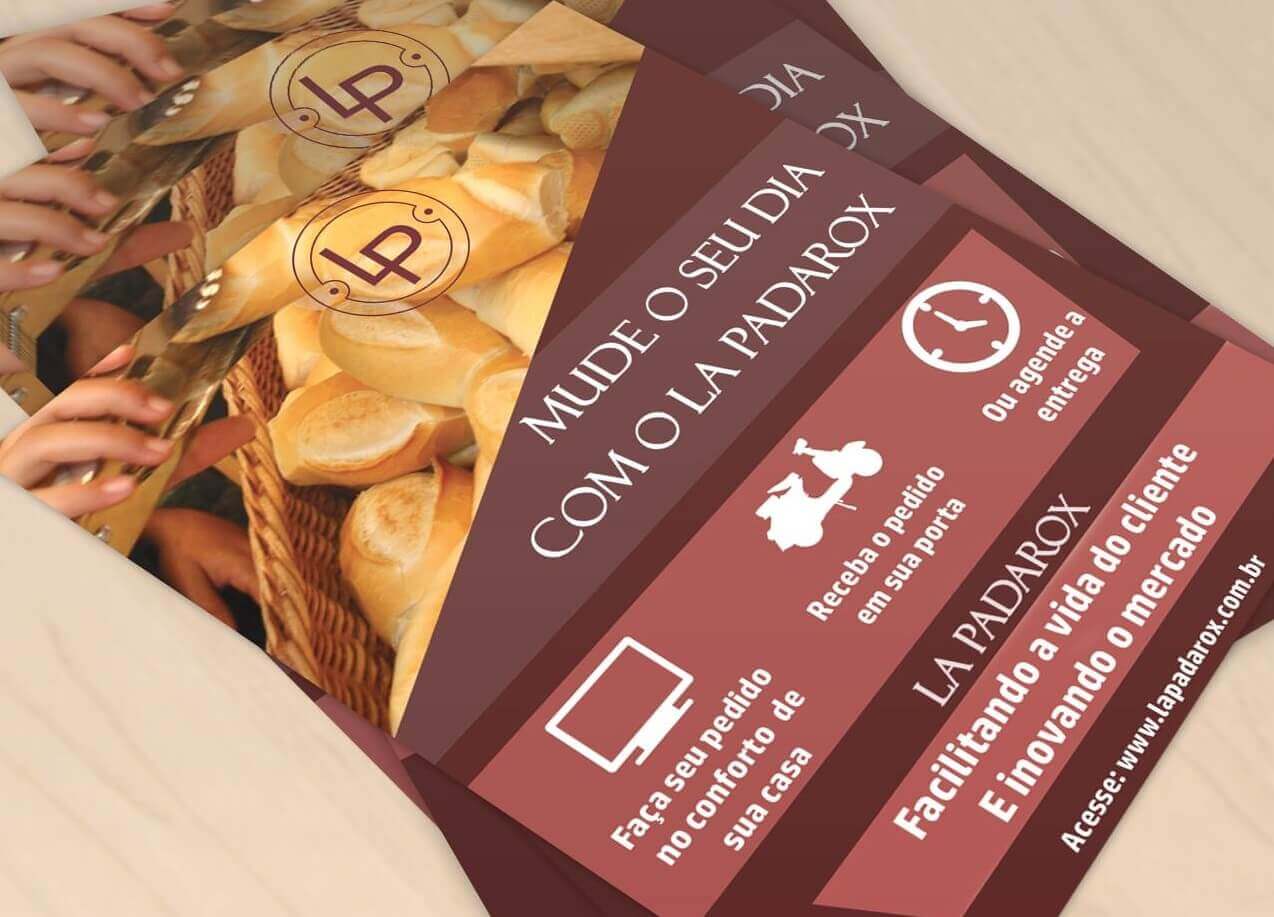 LP
LP
DIA
OX
MUDE O SEU DIA
COM O LA PADAROX
Ou agende a
entrega
Receba o pedido
em sua porta
Faça seu pedido
no conforto de
sua casa
LA PADAROX
Facilitando a vida do cliente
E inovando o mercado
Acesse: www.lapadarox.com.br